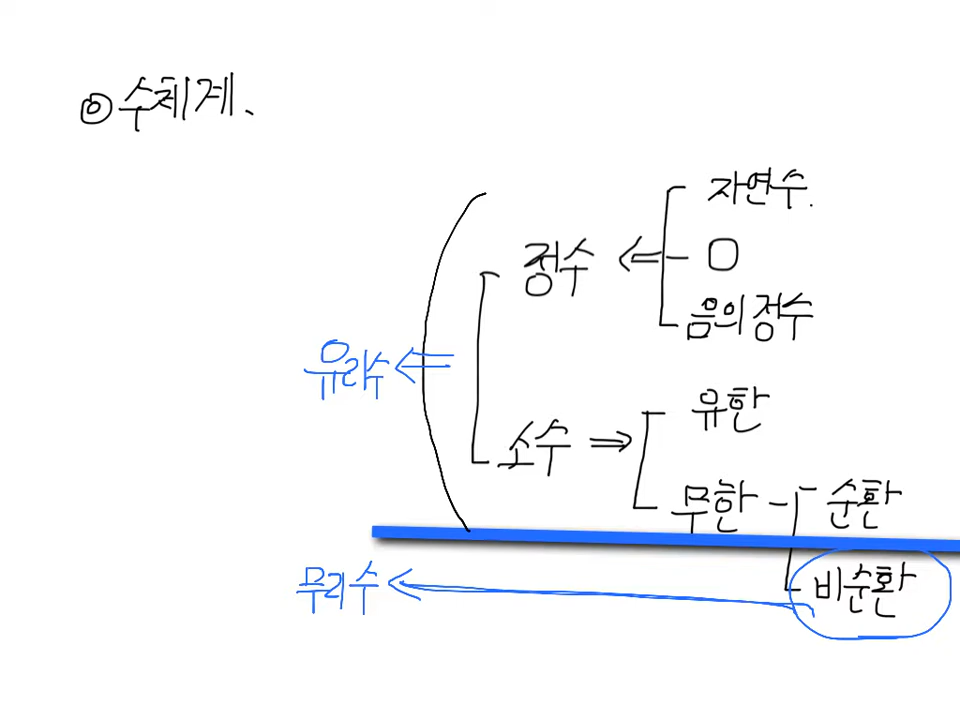 ◎ 수체계.
자연수.
정수 ⇐ 0
음의 정수
유리수 ⇐
유한
소수 ⇒
무한 - 순환
무리수 ← 비순환